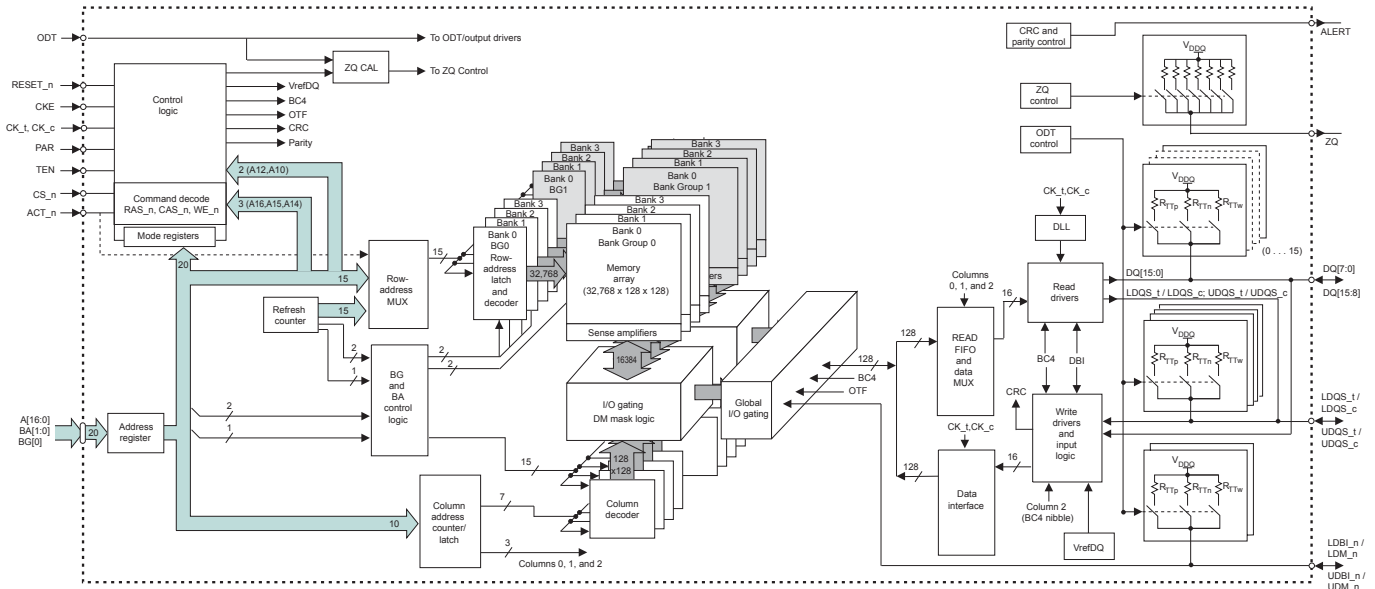 ODT
To ODT/output drivers
ZQ CAL
To ZQ Control
RESET_n
CKE
CK_t, CK_c
PAR
TEN
CS_n
ACT_n
Control
logic
VrefDQ
BC4
OTF
CRC
Parity
2 (A12,A10)
Command decode
RAS_n, CAS_n, WE_n
3 (A16,A15,A14)
Mode registers
20
15
Row-
address
MUX
15
Refresh
counter
15
2
1
BG
and
BA
control
logic
2
2
2
1
A[16:0]
BA[1:0]
BG[0]
20
Address
register
10
Column
address
counter/
latch
7
3
Columns 0, 1, and 2
15
Bank 3
Bank 2
Bank 1
Bank 0
BG1
Bank 3
Bank 2
Bank 1
Bank 0
BG0
Row-
address
latch
and
decoder
32,768
Bank 3
Bank 2
Bank 1
Bank 0
Bank Group 1
Bank 3
Bank 2
Bank 1
Bank 0
Bank Group 0
Memory
array
(32,768 x 128 x 128)
ers
Sense amplifiers
16384
I/O gating
DM mask logic
128
x128
Column
decoder
Global
I/O gating
128
BC4
OTF
128
128
Columns
0, 1, and 2
READ
FIFO
and
data
MUX
16
CK_t,CK_c
Data
interface
16
CK_t,CK_c
DLL
Read
drivers
BC4
DBI
CRC
Write
drivers
and
input
logic
Column 2
(BC4 nibble)
VrefDQ
DQ[15:0]
LDQS_t / LDQS_c; UDQS_t / UDQS_c
CRC and
parity control
ZQ
control
ODT
control
VDDQ
VDDQ
RTTp
RTTn
RTTw
(0 . . . 15)
VDDQ
RTTp
RTTn
RTTw
VDDQ
RTTp
RTTn
RTTw
ALERT
ZQ
DQ[7:0]
DQ[15:8]
LDQS_t /
LDQS_c
UDQS_t /
UDQS_c
LDBI_n /
LDM_n
UDBI_n /
UDM_n